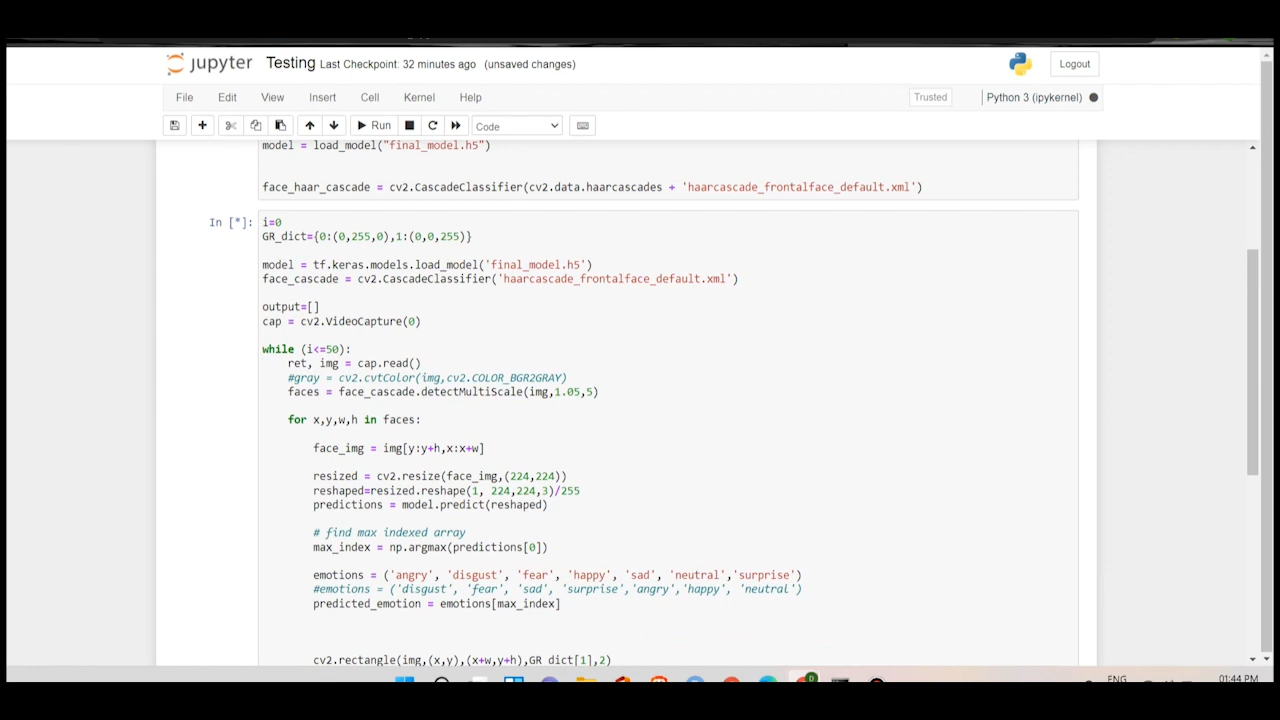 jupyter Testing Last Checkpoint: 32 minutes ago (unsaved changes) Logout
File Edit View Insert Cell Kernel Help Trusted Python 3 (ipykernel)
Run Code
model = load_model("final_model.h5")
face_haar_cascade = cv2.CascadeClassifier(cv2.data.haarcascades + 'haarcascade_frontalface_default.xml')
In [*]: i=0
GR_dict={0:(0,255,0),1:(0,0,255)}
model = tf.keras.models.load_model('final_model.h5')
face_cascade = cv2.CascadeClassifier('haarcascade_frontalface_default.xml')
output=[]
cap = cv2.VideoCapture(0)
while (i<=50):
ret, img = cap.read()
#gray = cv2.cvtColor(img,cv2.COLOR_BGR2GRAY)
faces = face_cascade.detectMultiScale(img,1.05,5)
for x,y,w,h in faces:
face_img = img[y:y+h,x:x+w]
resized = cv2.resize(face_img,(224,224))
reshaped=resized.reshape(1, 224,224,3)/255
predictions = model.predict(reshaped)
# find max indexed array
max_index = np.argmax(predictions[0])
emotions = ('angry', 'disgust', 'fear', 'happy', 'sad', 'neutral','surprise')
#emotions = ('disgust', 'fear', 'sad', 'surprise','angry','happy', 'neutral')
predicted_emotion = emotions[max_index]
cv2.rectangle(img,(x,y),(x+w,y+h),GR_dict[1],2)
ENG 01:44 PM